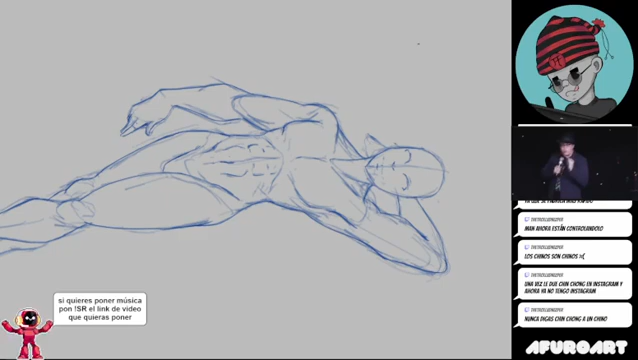 si quieres poner música
pon !SR el link de video
que quieras poner
MAN AHORA ESTÁN CONTROLANDOLO
LOS CHINOS SON CHINOS >:(
UNA VEZ LE DIJE CHIN CHONG EN INSTAGRAM Y
AHORA YA NO TENGO INSTAGRAM
NUNCA DIGAS CHIN CHONG A UN CHINO
AFUROART